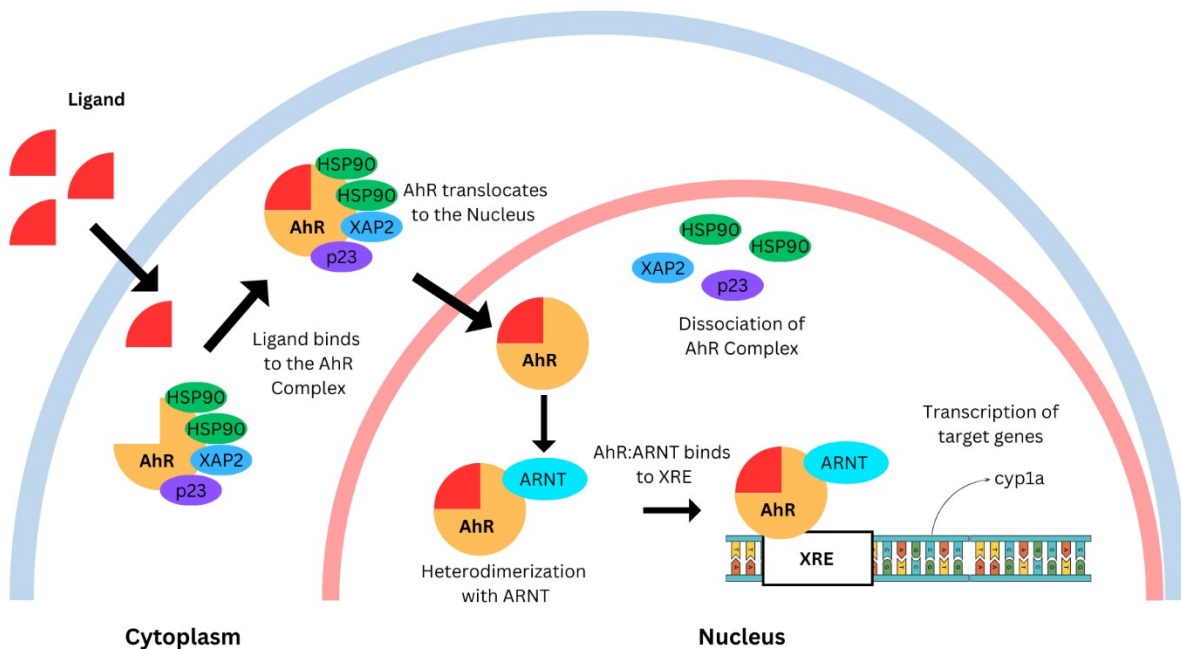 Ligand
HSP90
HSP90
XAP2
AhR
p23
AhR translocates
to the Nucleus
Ligand binds
to the AhR
Complex
HSP90
HSP90
XAP2
AhR
p23
HSP90
HSP90
XAP2
p23
Dissociation of
AhR Complex
AhR
ARNT
AhR
Heterodimerization
with ARNT
AhR:ARNT binds
to XRE
ARNT
AhR
XRE
Transcription of
target genes
cyp1a
Cytoplasm
Nucleus